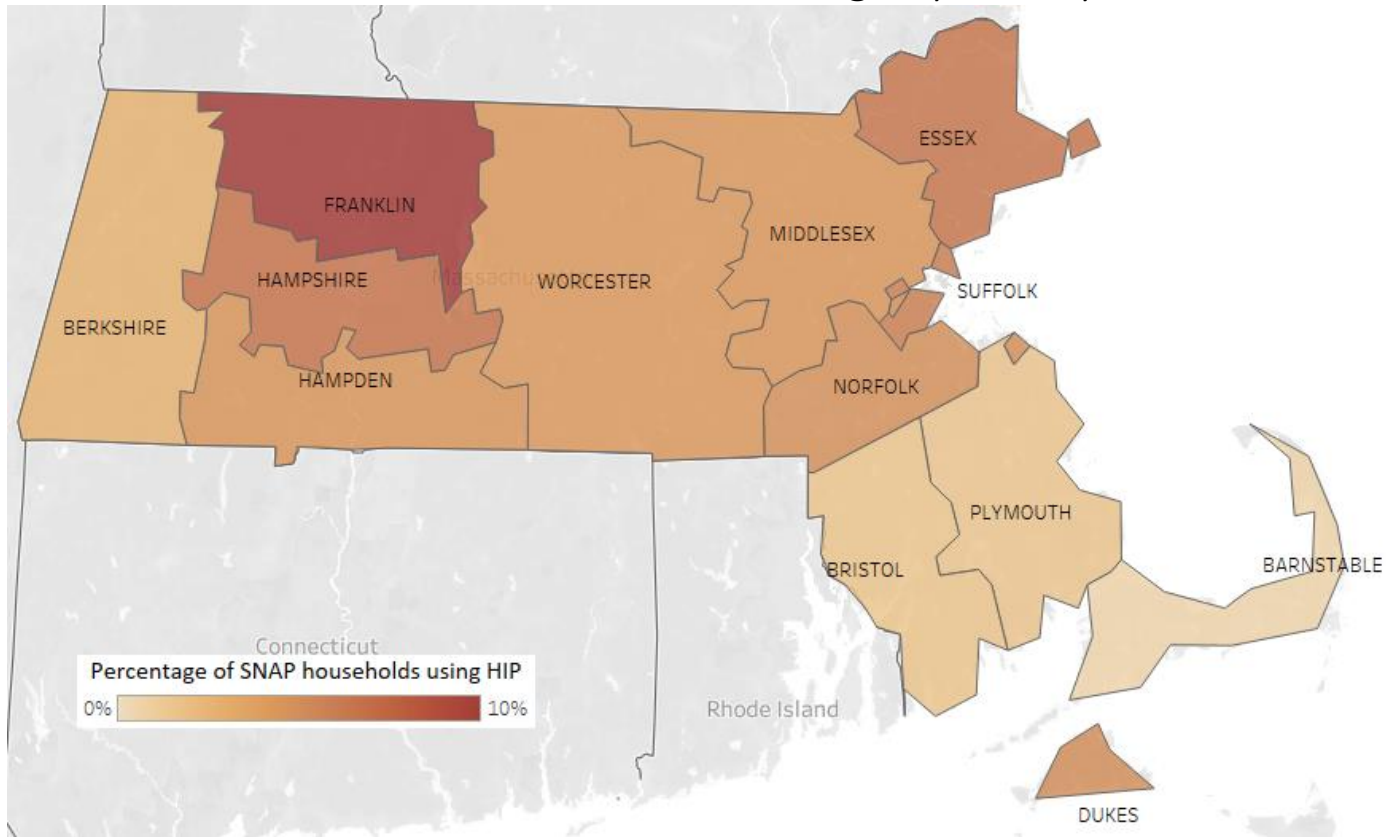 ESSEX
FRANKLIN
MIDDLESEX
HAMPSHIRE
Massachusetts
WORCESTER
SUFFOLK
BERKSHIRE
HAMPDEN
NORFOLK
PLYMOUTH
BRISTOL
BARNSTABLE
Connecticut
Percentage of SNAP households using HIP
0%
10%
Rhode Island
DUKES